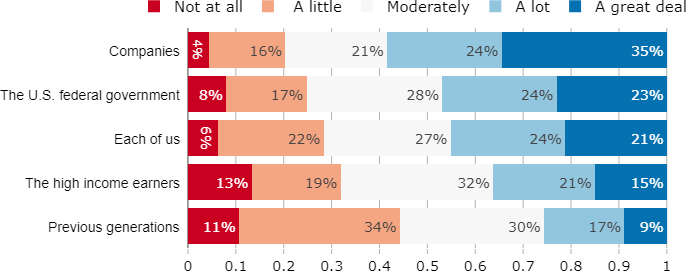 Not at all A little Moderately A lot A great deal
Companies 4% 16% 21% 24% 35%
The U.S. federal government 8% 17% 28% 24% 23%
Each of us 6% 22% 27% 24% 21%
The high income earners 13% 19% 32% 21% 15%
Previous generations 11% 34% 30% 17% 9%
0 0.1 0.2 0.3 0.4 0.5 0.6 0.7 0.8 0.9 1